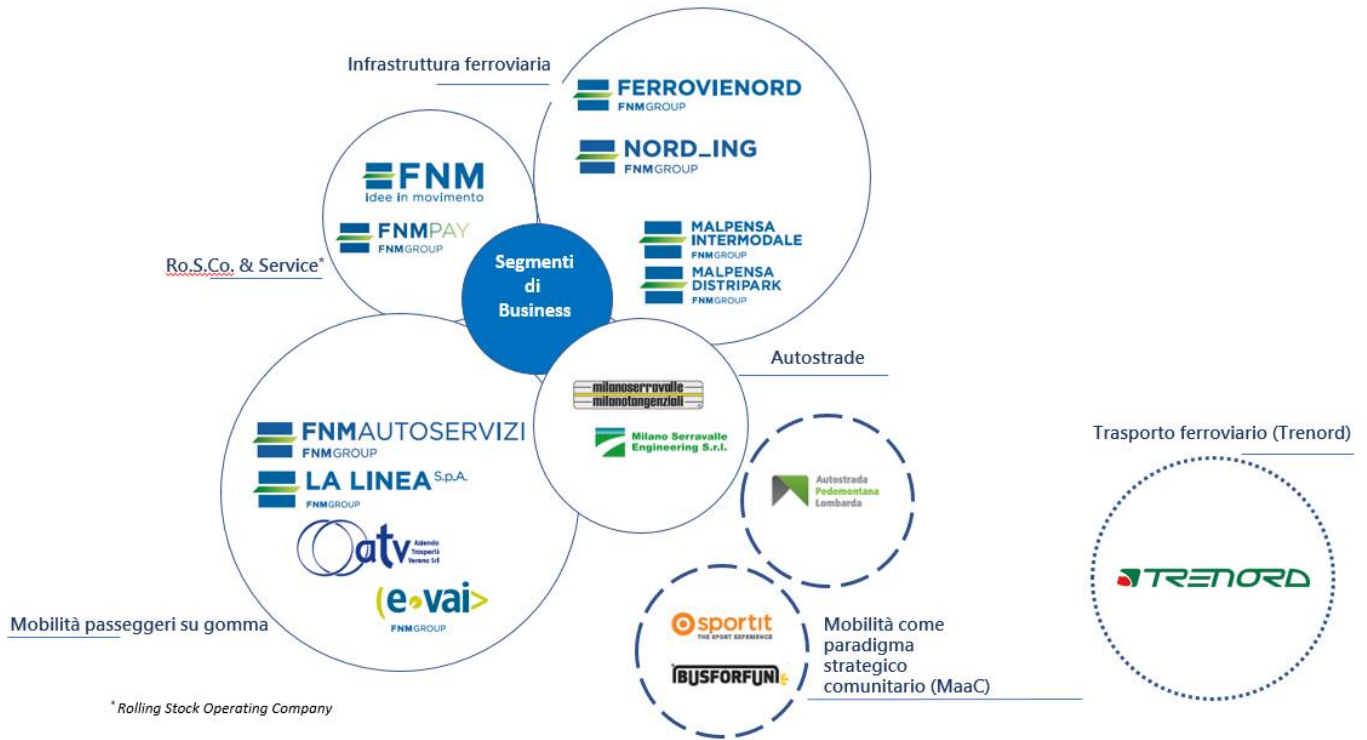 Infrastruttura ferroviaria
FERROVIENORD
FNMGROUP
NORD_ING
FNMGROUP
MALPENSA
INTERMODALE
FNMGROUP
MALPENSA
DISTRIPARK
FNMGROUP
FNM
idee in movimento
FNMPAY
FNMGROUP
Ro.S.Co. & Service*
Segmenti
di
Business
Autostrade
milanoserravalle
milanotangenziali
Milano Serravalle
Engineering S.r.l.
FNMAUTOSERVIZI
FNMGROUP
LA LINEA S.p.A.
FNMGROUP
atv Azienda
Trasporti
Verona Srl
(e-vai>
FNMGROUP
Mobilità passeggeri su gomma
Autostrada
Pedemontana
Lombarda
Trasporto ferroviario (Trenord)
TRENORD
sportit
THE SPORT EXPERIENCE
BUSFORFUN
Mobilità come
paradigma
strategico
comunitario (MaaC)
* Rolling Stock Operating Company